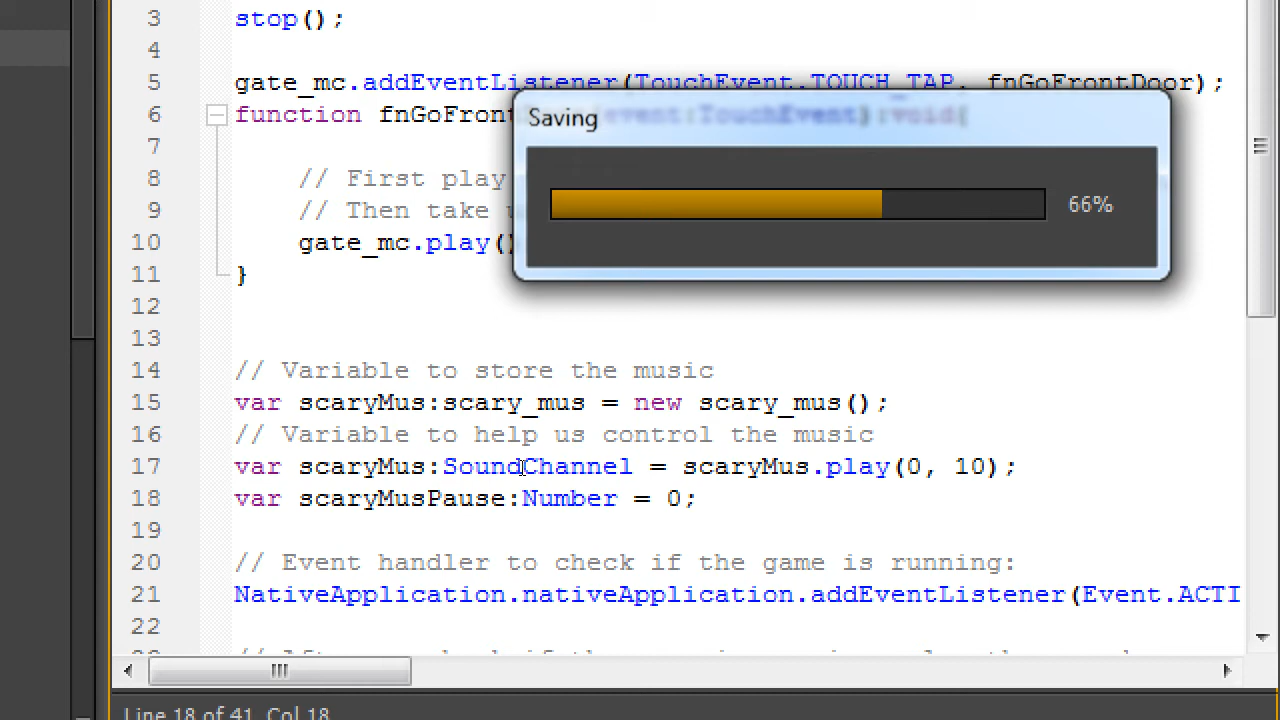 3 stop();
4
5 gate_mc.addEventListener(TouchEvent.TOUCH_TAP, fnGoFrontDoor);
6 function fnGoFront event:TouchEvent):void{
7
8 // First play
9 // Then take
10 gate_mc.play()
11 }
12
13
14 // Variable to store the music
15 var scaryMus:scary_mus = new scary_mus();
16 // Variable to help us control the music
17 var scaryMus:SoundChannel = scaryMus.play(0, 10);
18 var scaryMusPause:Number = 0;
19
20 // Event handler to check if the game is running:
21 NativeApplication.nativeApplication.addEventListener(Event.ACTI
22
Saving
66%
Line 18 of 41, Col 18